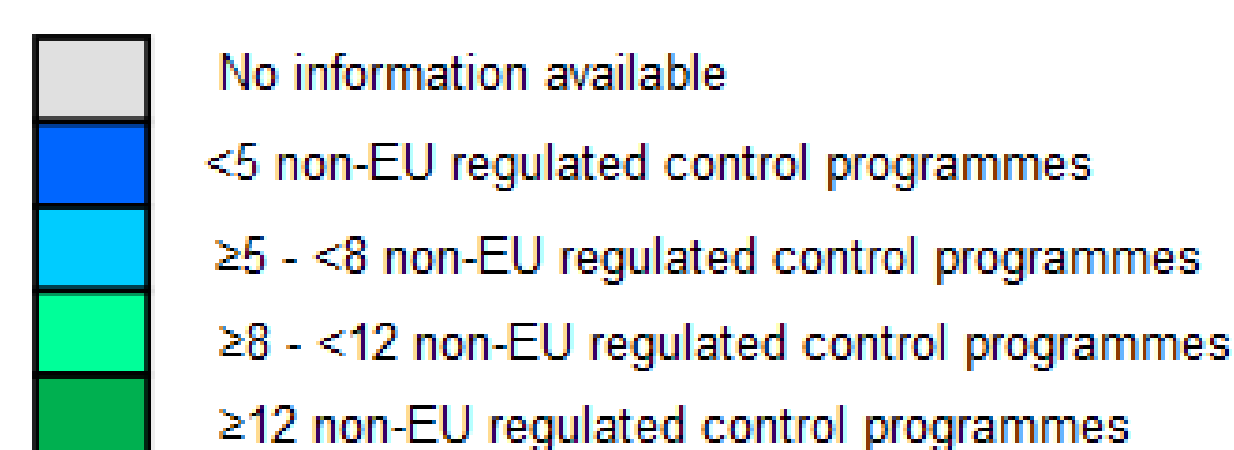 No information available
<5 non-EU regulated control programmes
≥5 - <8 non-EU regulated control programmes
≥8 - <12 non-EU regulated control programmes
≥12 non-EU regulated control programmes